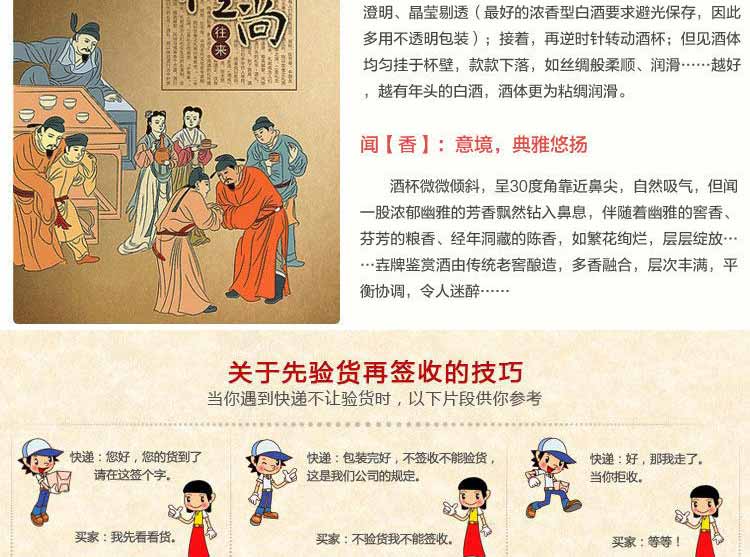 尚
往
来
澄明、晶莹剔透（最好的浓香型白酒要求避光保存，因此
多用不透明包装）；接着，再逆时针转动酒杯；但见酒体
均匀挂于杯壁，款款下落，如丝绸般柔顺、润滑……越好
，越有年头的白酒，酒体更为粘绸润滑。
闻【香】：意境，典雅悠扬
酒杯微微倾斜，呈30度角靠近鼻尖，自然吸气，但闻
一股浓郁幽雅的芳香飘然钻入鼻息，伴随着幽雅的窖香、
芬芳的粮香、经年洞藏的陈香，如繁花绚烂，层层绽放…
…壵牌鉴赏酒由传统老窖酿造，多香融合，层次丰满，平
衡协调，令人迷醉……
关于先验货再签收的技巧
当你遇到快递不让验货时，以下片段供你参考
快递：您好，您的货到了
请在这签个字。
买家：我先看看货。
快递：包装完好，不签收不能验货，
这是我们公司的规定。
买家：不验货我不能签收。
快递：好，那我走了。
当你拒收。
买家：等等！